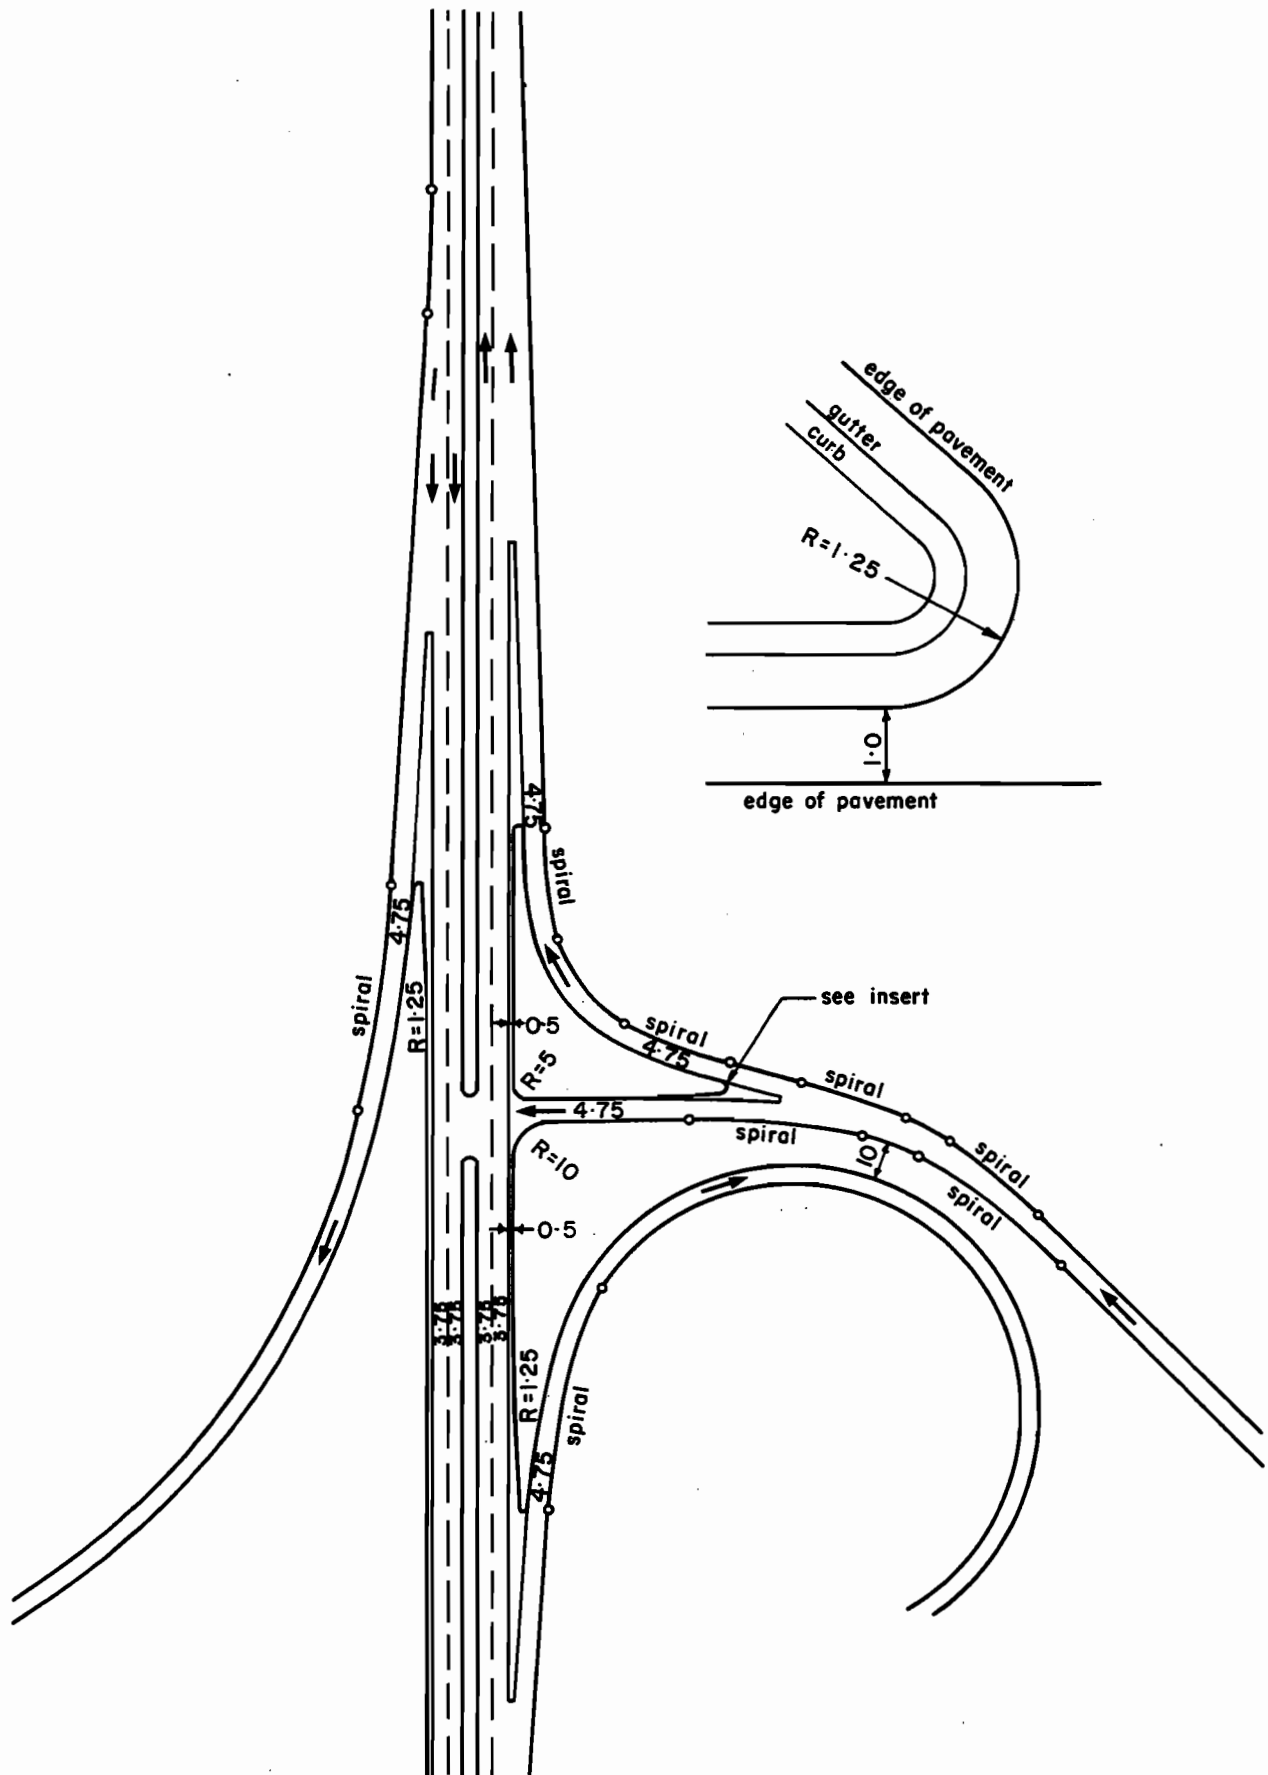 edge of pavement
gutter
curb
R=1·25
1·0
edge of pavement
4·75
spiral
4·75
spiral
R=1·25
0·5
see insert
spiral
4·75
R=5
spiral
4·75
spiral
R=10
10
spiral
spiral
0·5
3·75
3·75
3·75
3·75
R=1·25
spiral
4·75